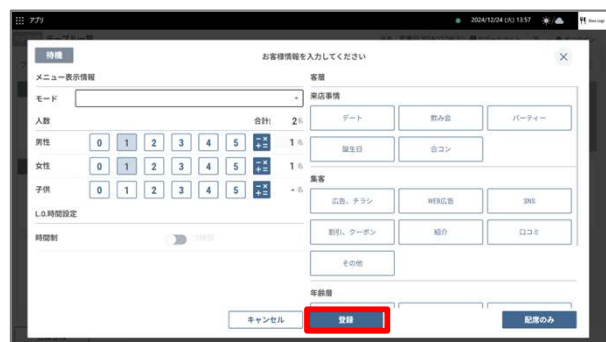 アプリ
2024/12/24 (火) 13:57
待機
お客様情報を入力してください
メニュー表示情報
モード
人数 合計 2名
男性 0 1 2 3 4 5 1 名
女性 0 1 2 3 4 5 1 名
子供 0 1 2 3 4 5 - 名
L.O.時間設定
時間制
客層
来店事情
デート 飲み会 パーティー
誕生日 合コン
集客
広告、チラシ WEB広告 SNS
割引、クーポン 紹介 口コミ
その他
年齢層
キャンセル 登録 配席のみ